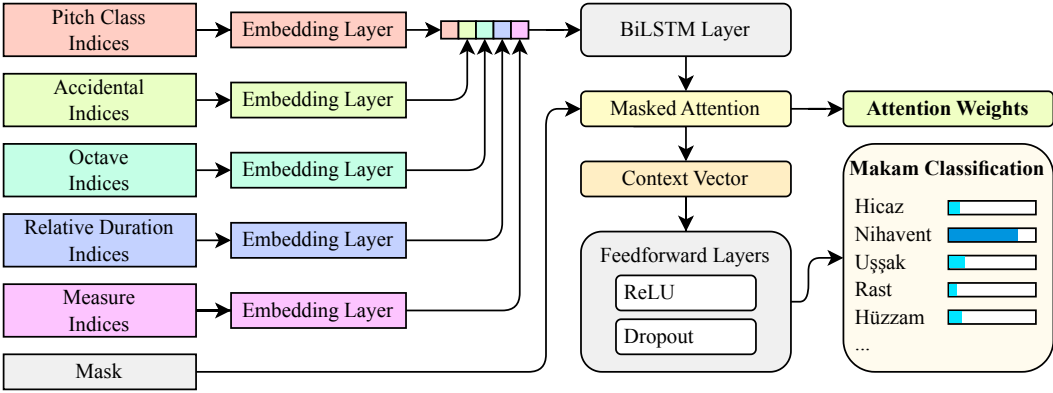 Pitch Class
Indices
Embedding Layer
BiLSTM Layer
Accidental
Indices
Embedding Layer
Masked Attention
Attention Weights
Octave
Indices
Embedding Layer
Context Vector
Relative Duration
Indices
Embedding Layer
Feedforward Layers
ReLU
Dropout
Measure
Indices
Embedding Layer
Mask
Makam Classification
Hicaz
Nihavent
Uşşak
Rast
Hüzzam
...